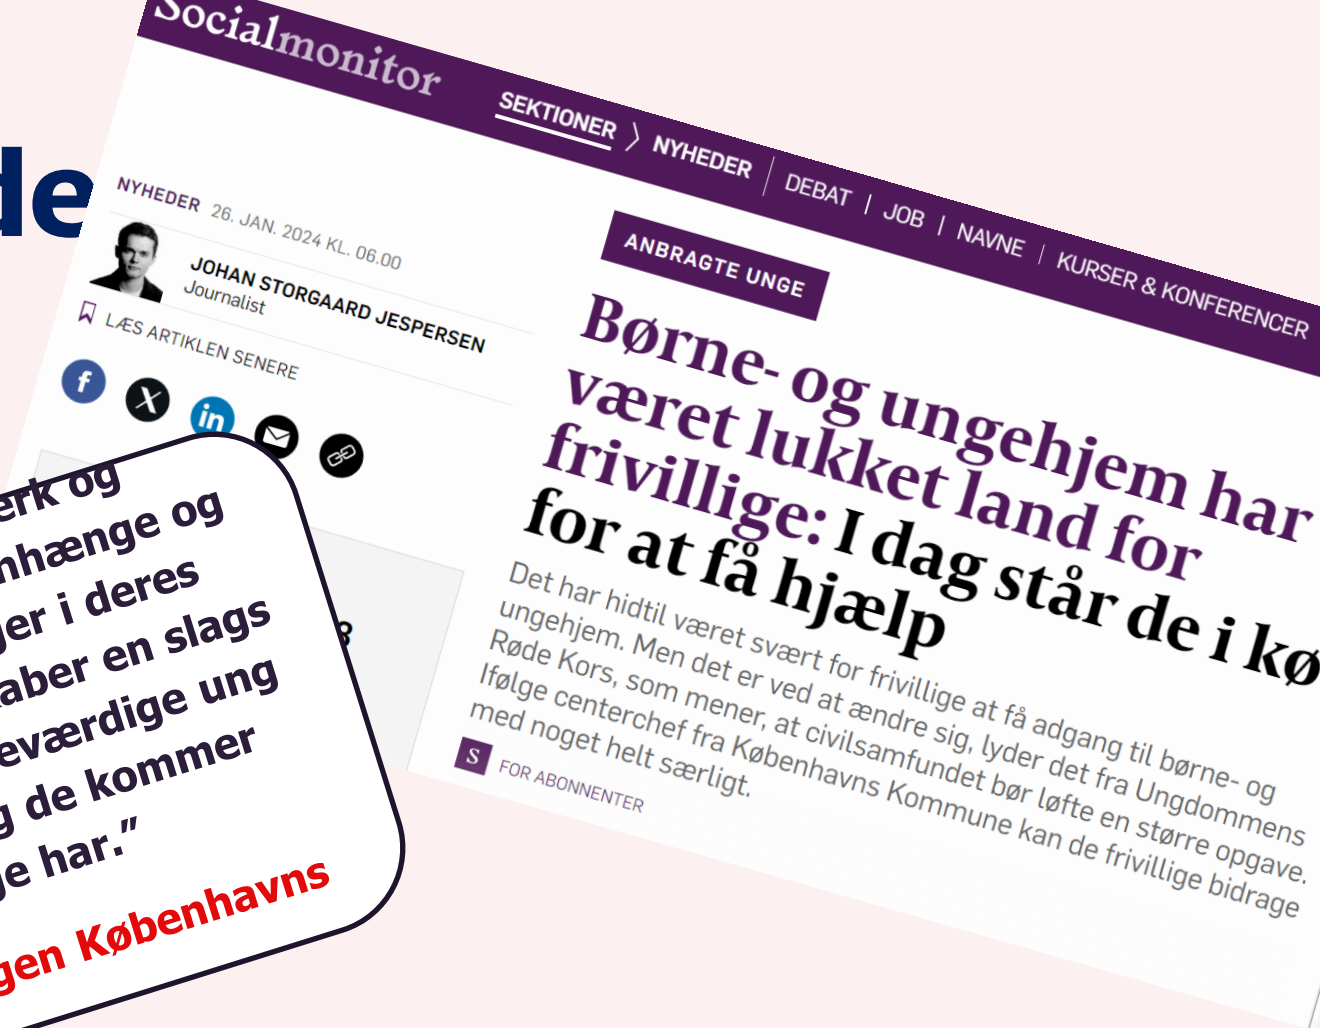 Socialmonitor
SEKTIONER
NYHEDER
DEBAT
JOB
NAVNE
KURSER & KONFERENCER
de
NYHEDER 26. JAN. 2024 KL. 06.00
JOHAN STORGAARD JESPERSEN
Journalist
LÆS ARTIKLEN SENERE
ANBRAGTE UNGE
Børne- og ungehjem har
været lukket land for
frivillige: I dag står de i kø
for at få hjælp
Det har hidtil været svært for frivillige at få adgang til børne- og
ungehjem. Men det er ved at ændre sig, lyder det fra Ungdommens
Røde Kors, som mener, at civilsamfundet bør løfte en større opgave.
Ifølge centerchef fra Københavns Kommune kan de frivillige bidrage
med noget helt særligt.
S FOR ABONNENTER
8
erk og
nhænge og
ger i deres
aber en slags
eværdige ung
g de kommer
ge har.”
gen Københavns